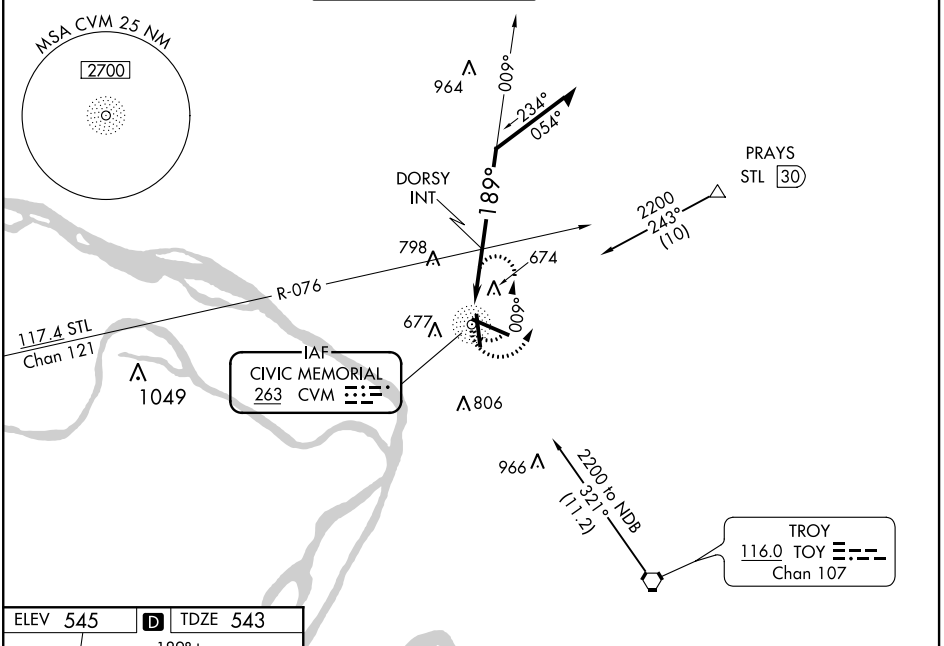 MSA CVM 25 NM
2700
964
009°
234°
054°
DORSY
INT
189°
PRAYS
STL 30
2200
243°
(10)
798
674
R-076
009°
677
117.4 STL
Chan 121
1049
IAF
CIVIC MEMORIAL
263 CVM
806
966
2200 to NDB
321°
(11.2)
TROY
116.0 TOY
Chan 107
ELEV 545
D
TDZE 543